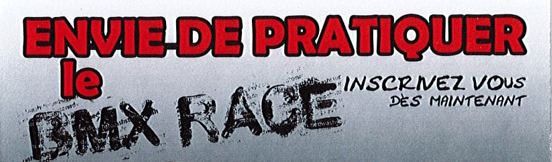 ENVIE DE PRATIQUER
le
BMX RACE
INSCRIVEZ VOUS
DÈS MAINTENANT